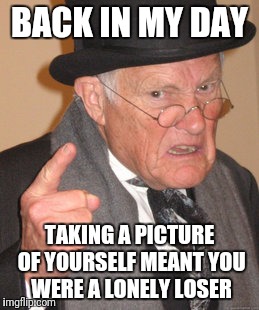 BACK IN MY DAY
TAKING A PICTURE
OF YOURSELF MEANT YOU
WERE A LONELY LOSER
imgflip.com